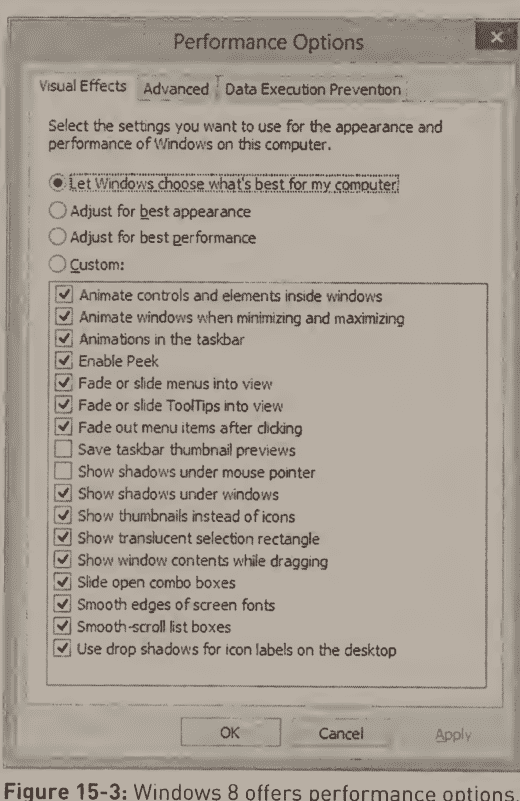 Performance Options
Visual Effects Advanced Data Execution Prevention
Select the settings you want to use for the appearance and
performance of Windows on this computer.
Let Windows choose what's best for my computer
Adjust for best appearance
Adjust for best performance
Custom:
Animate controls and elements inside windows
Animate windows when minimizing and maximizing
Animations in the taskbar
Enable Peek
Fade or slide menus into view
Fade or slide ToolTips into view
Fade out menu items after clicking
Save taskbar thumbnail previews
Show shadows under mouse pointer
Show shadows under windows
Show thumbnails instead of icons
Show translucent selection rectangle
Show window contents while dragging
Slide open combo boxes
Smooth edges of screen fonts
Smooth-scroll list boxes
Use drop shadows for icon labels on the desktop
OK Cancel Apply
Figure 15-3: Windows 8 offers performance options